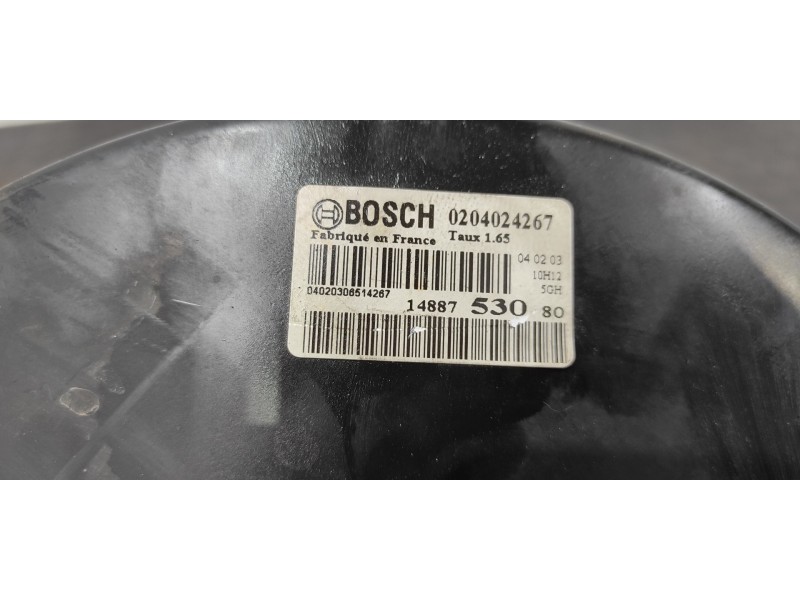 BOSCH 0204024267
Fabriqué en France Taux 1.65
04 02 03
10H12
04020306514267 5GH
14887 530 80